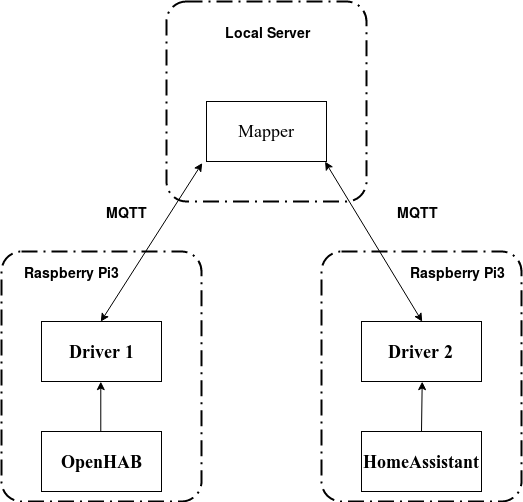 Local Server
Mapper
MQTT
MQTT
Raspberry Pi3
Raspberry Pi3
Driver 1
Driver 2
OpenHAB
HomeAssistant